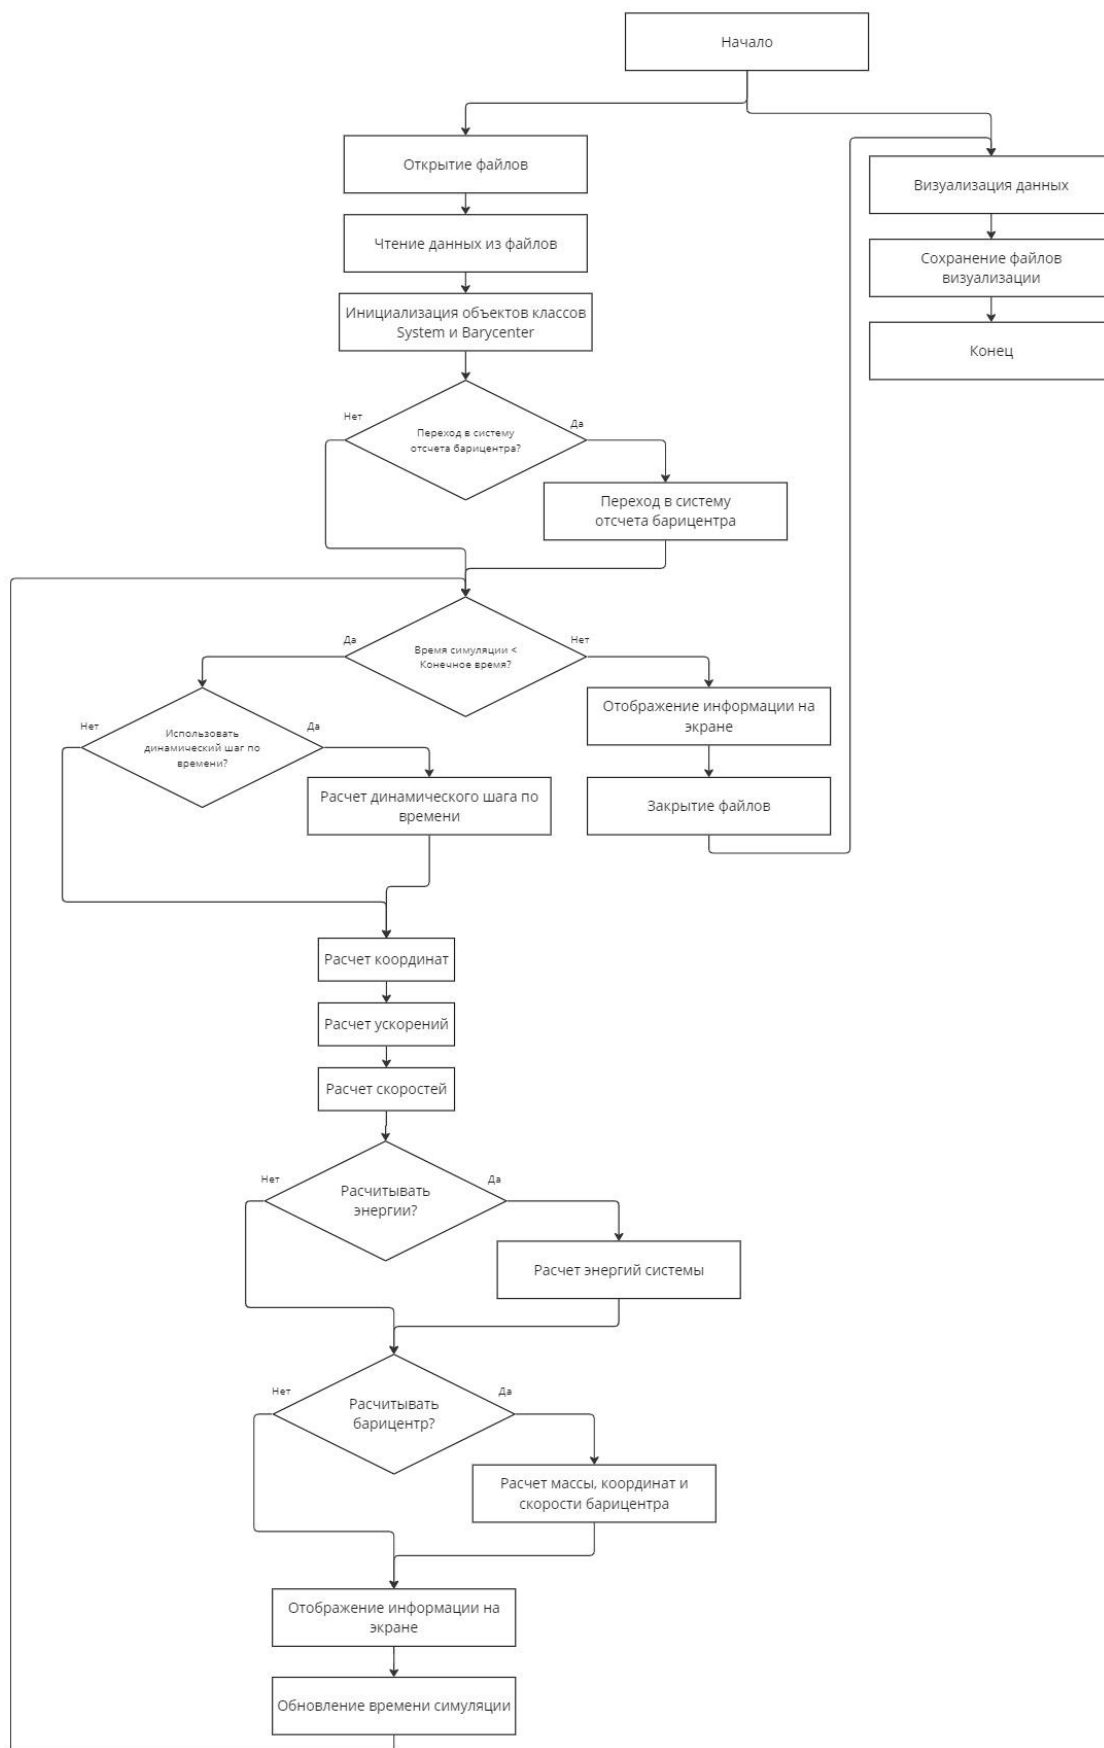 Начало
Открытие файлов
Чтение данных из файлов
Инициализация объектов классов
System и Barycenter
Нет
Да
Переход в систему
отсчета барицентра?
Переход в систему
отсчета барицентра
Да
Нет
Время симуляции <
Конечное время?
Отображение информации на
экране
Закрытие файлов
Визуализация данных
Сохранение файлов
визуализации
Конец
Нет
Да
Использовать
динамический шаг по
времени?
Расчет динамического шага по
времени
Расчет координат
Расчет ускорений
Расчет скоростей
Нет
Да
Расчитывать
энергии?
Расчет энергий системы
Нет
Да
Расчитывать
барицентр?
Расчет массы, координат и
скорости барицентра
Отображение информации на
экране
Обновление времени симуляции